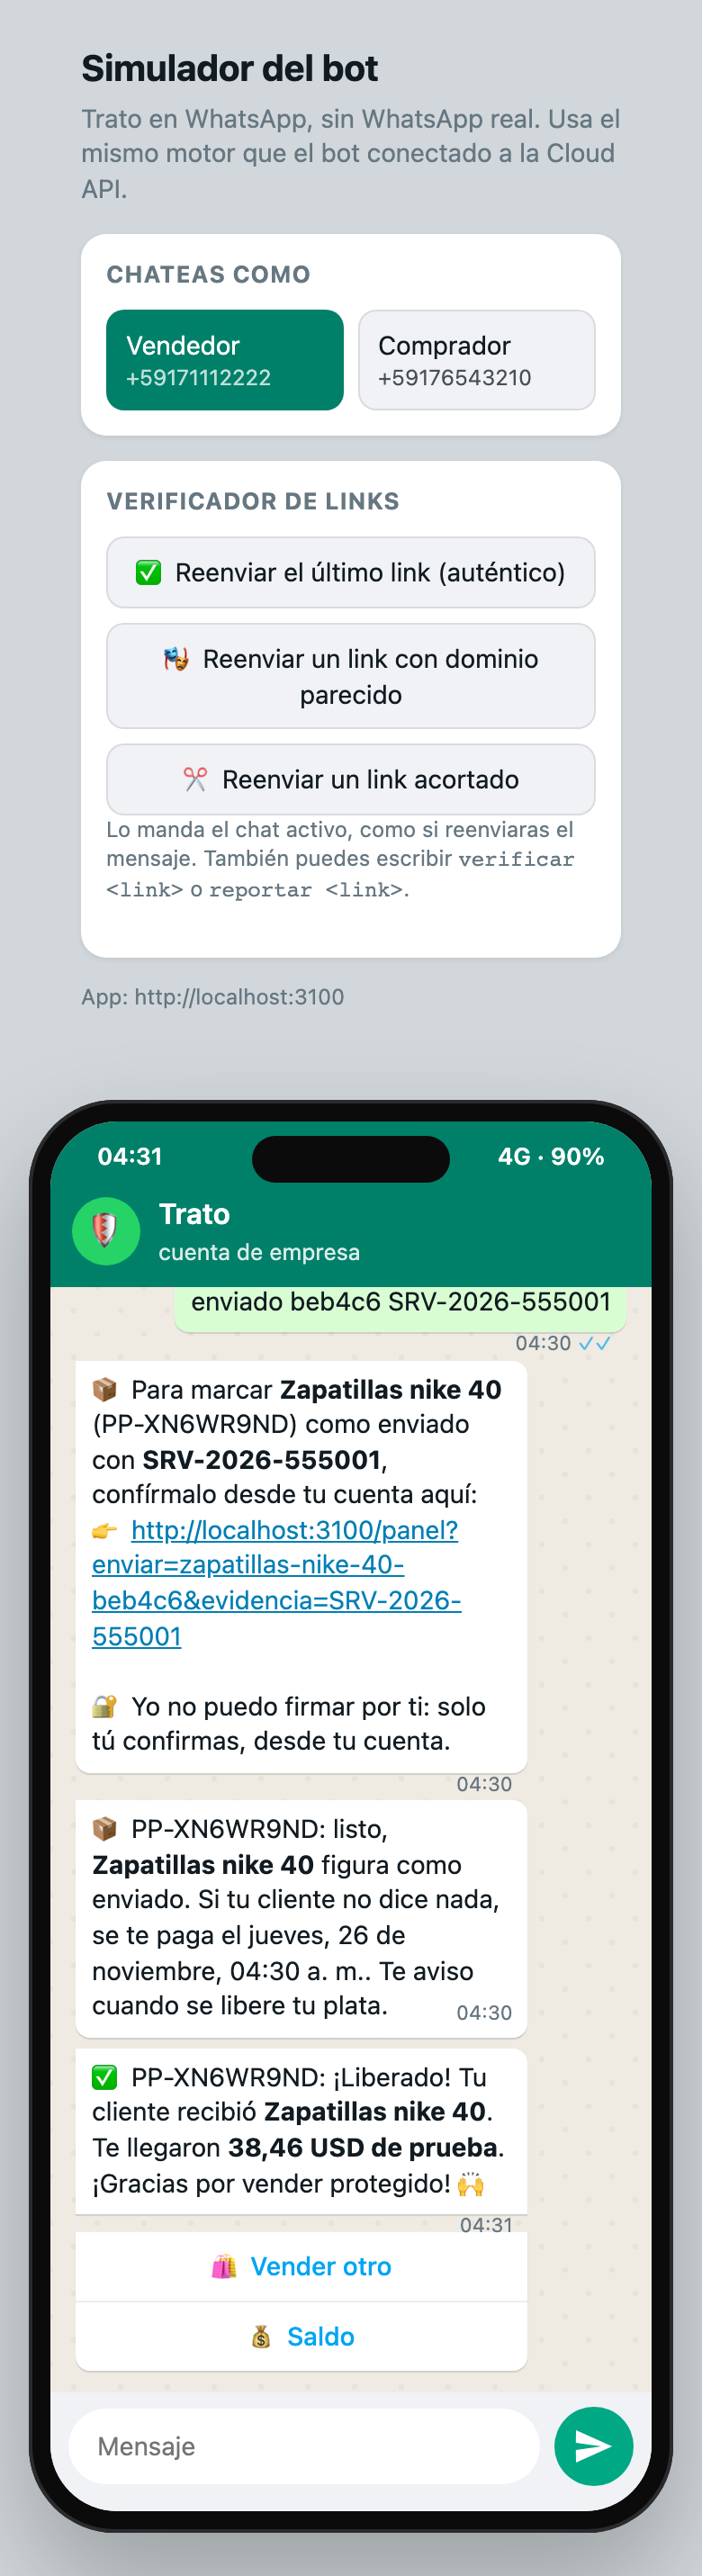 Simulador del bot
Trato en WhatsApp, sin WhatsApp real. Usa el
mismo motor que el bot conectado a la Cloud
API.
CHATEAS COMO
Vendedor
+59171112222
Comprador
+59176543210
VERIFICADOR DE LINKS
✅ Reenviar el último link (auténtico)
🎭 Reenviar un link con dominio
parecido
✂️ Reenviar un link acortado
Lo manda el chat activo, como si reenviaras el
mensaje. También puedes escribir verificar
<link> o reportar <link>.
App: http://localhost:3100
04:31
4G · 90%
Trato
cuenta de empresa
enviado beb4c6 SRV-2026-555001
04:30
📦 Para marcar Zapatillas nike 40
(PP-XN6WR9ND) como enviado
con SRV-2026-555001,
confírmalo desde tu cuenta aquí:
👉 http://localhost:3100/panel?
enviar=zapatillas-nike-40-
beb4c6&evidencia=SRV-2026-
555001
🔐 Yo no puedo firmar por ti: solo
tú confirmas, desde tu cuenta.
04:30
📦 PP-XN6WR9ND: listo,
Zapatillas nike 40 figura como
enviado. Si tu cliente no dice nada,
se te paga el jueves, 26 de
noviembre, 04:30 a. m.. Te aviso
cuando se libere tu plata.
04:30
✅ PP-XN6WR9ND: ¡Liberado! Tu
cliente recibió Zapatillas nike 40.
Te llegaron 38,46 USD de prueba.
¡Gracias por vender protegido! 🙌
04:31
🛍️ Vender otro
💰 Saldo
Mensaje